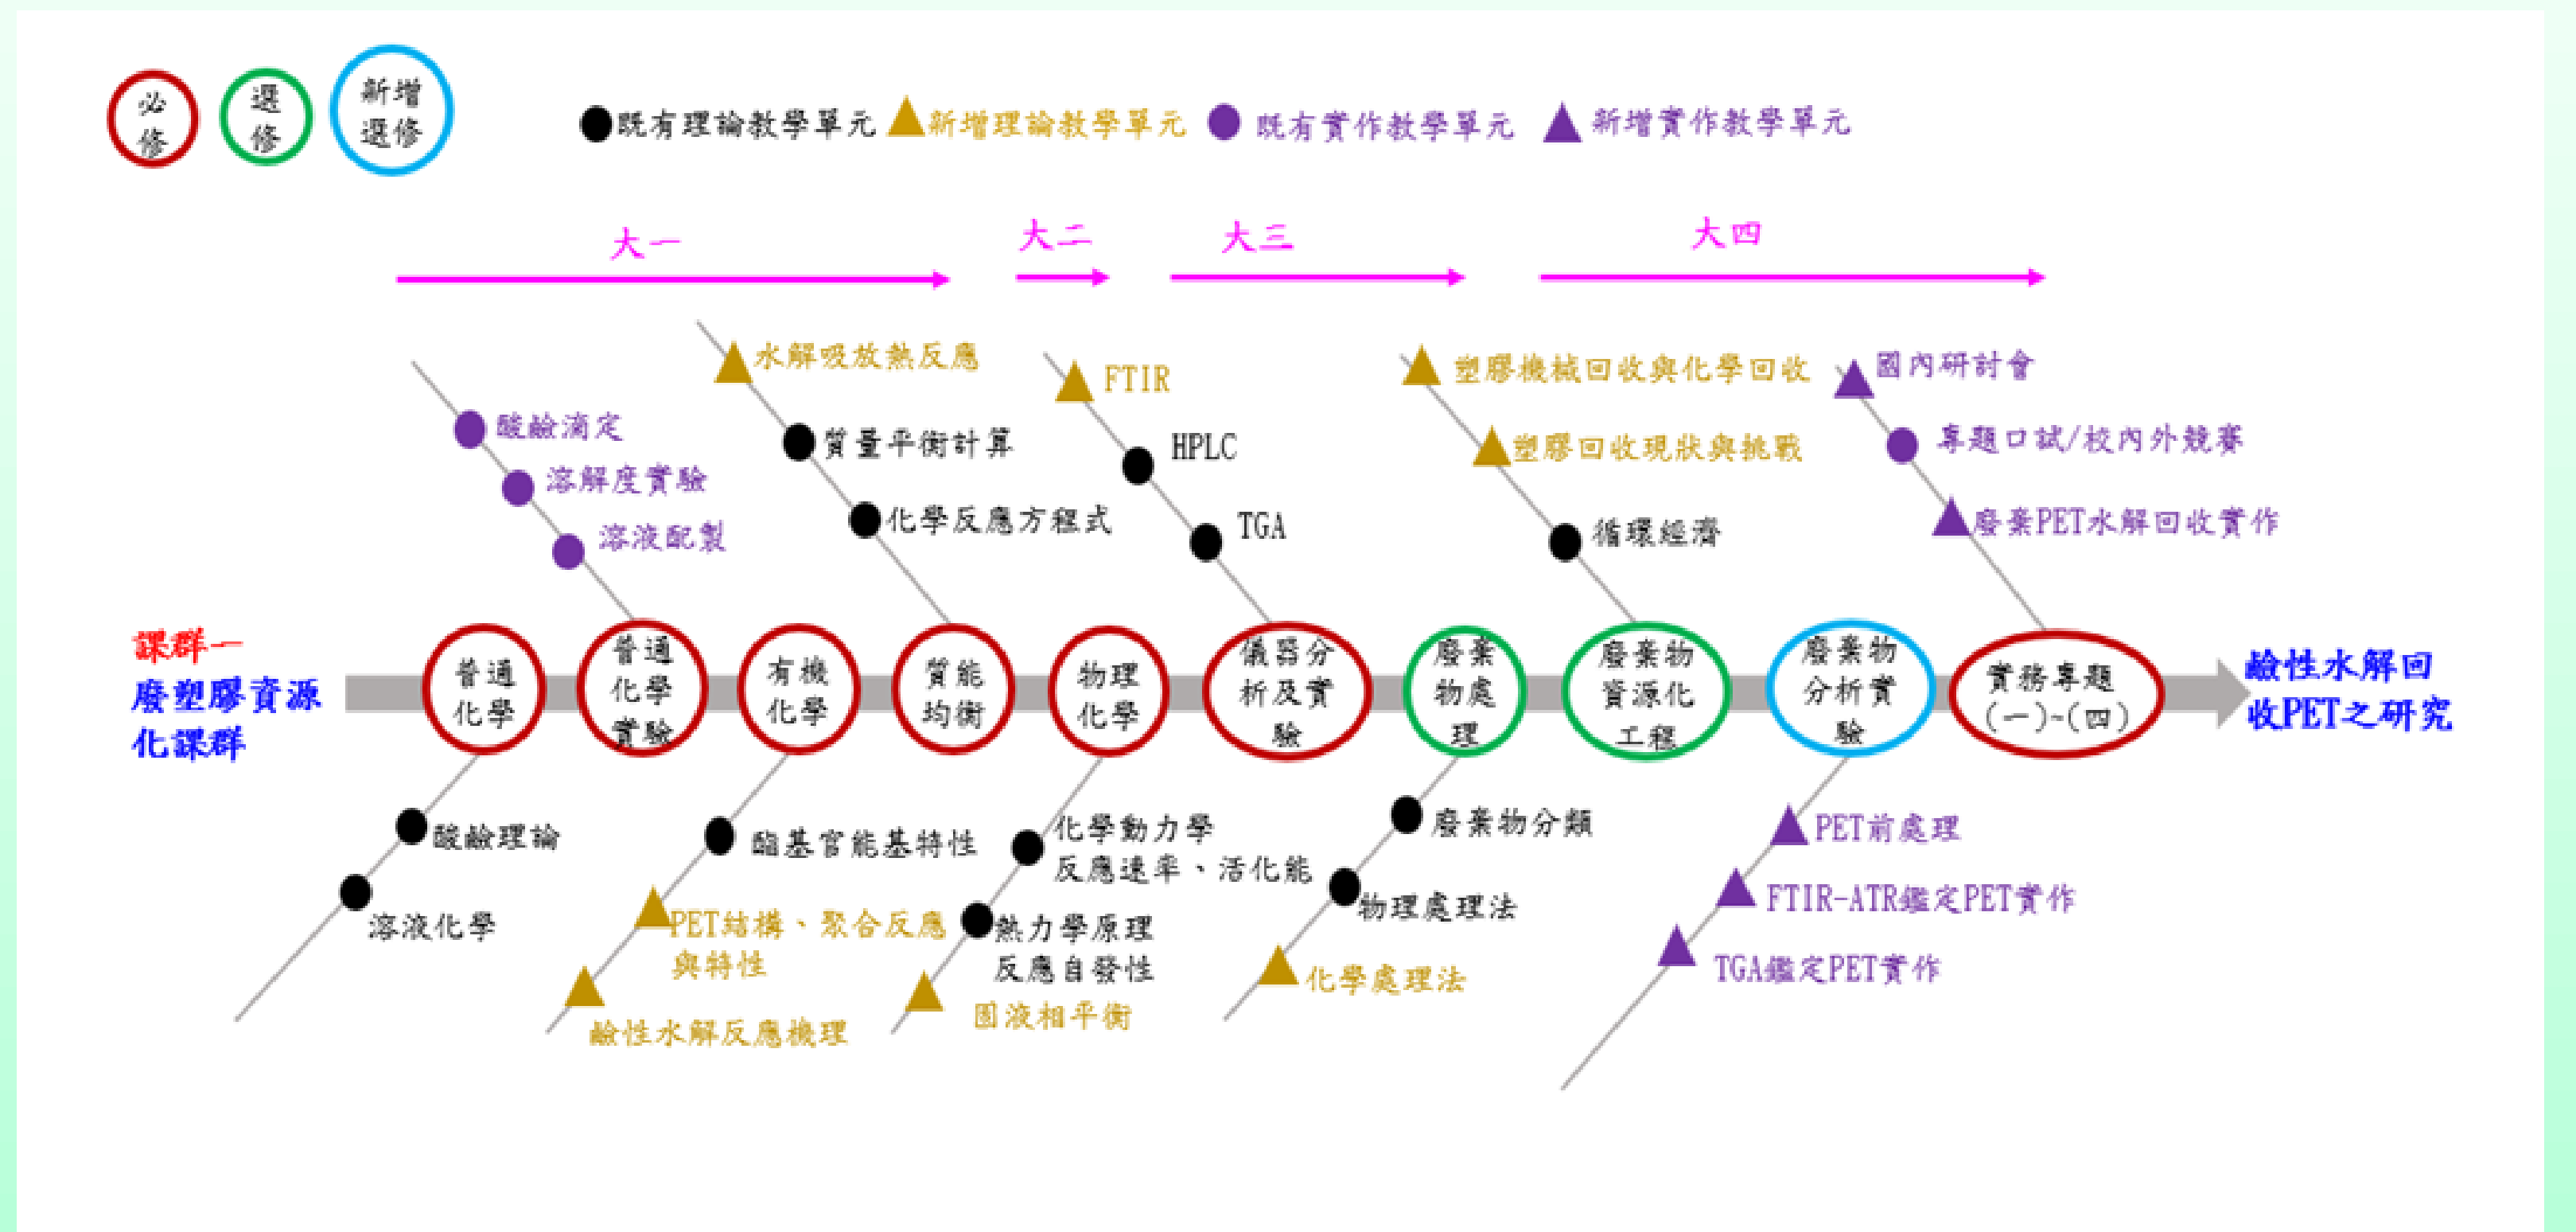 必
修
選
修
新增
選修
既有理論教學單元
新增理論教學單元
既有實作教學單元
新增實作教學單元
大一
大二
大三
大四
水解吸放熱反應
質量平衡計算
化學反應方程式
酸鹼滴定
溶解度實驗
溶液配製
FTIR
HPLC
TGA
塑膠機械回收與化學回收
塑膠回收現狀與挑戰
循環經濟
國內研討會
專題口試/校內外競賽
廢棄PET水解回收實作
課群一
廢塑膠資源
化課群
普通
化學
普通
化學
實驗
有機
化學
質能
均衡
物理
化學
儀器分
析及實
驗
廢棄
物處
理
廢棄物
資源化
工程
廢棄物
分析實
驗
實務專題
(一)~(四)
鹼性水解回
收PET之研究
酸鹼理論
溶液化學
酯基官能基特性
PET結構、聚合反應
與特性
鹼性水解反應機理
化學動力學
反應速率、活化能
熱力學原理
反應自發性
固液相平衡
廢棄物分類
物理處理法
化學處理法
PET前處理
FTIR-ATR鑑定PET實作
TGA鑑定PET實作